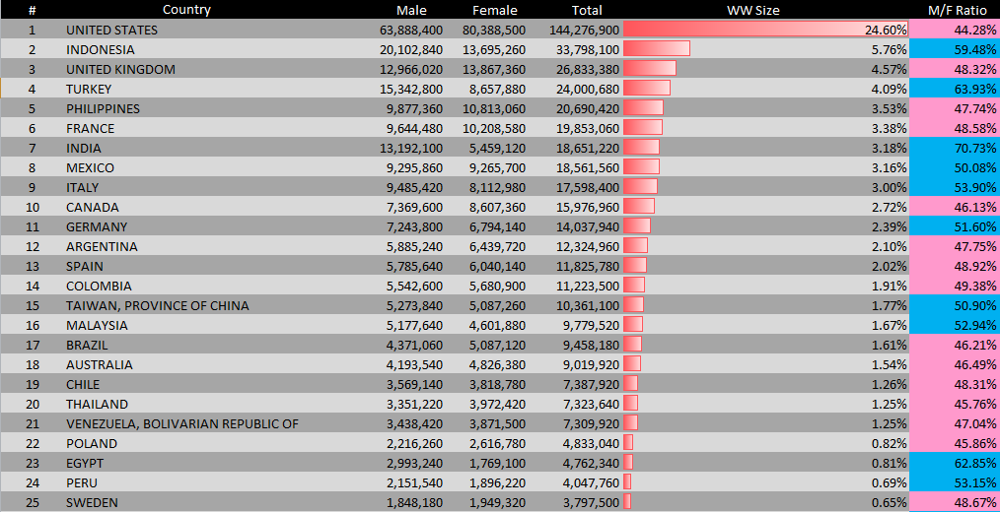 # Country Male Female Total WW Size M/F Ratio
1 UNITED STATES 63,888,400 80,388,500 144,276,900 24.60% 44.28%
2 INDONESIA 20,102,840 13,695,260 33,798,100 5.76% 59.48%
3 UNITED KINGDOM 12,966,020 13,867,360 26,833,380 4.57% 48.32%
4 TURKEY 15,342,800 8,657,880 24,000,680 4.09% 63.93%
5 PHILIPPINES 9,877,360 10,813,060 20,690,420 3.53% 47.74%
6 FRANCE 9,644,480 10,208,580 19,853,060 3.38% 48.58%
7 INDIA 13,192,100 5,459,120 18,651,220 3.18% 70.73%
8 MEXICO 9,295,860 9,265,700 18,561,560 3.16% 50.08%
9 ITALY 9,485,420 8,112,980 17,598,400 3.00% 53.90%
10 CANADA 7,369,600 8,607,360 15,976,960 2.72% 46.13%
11 GERMANY 7,243,800 6,794,140 14,037,940 2.39% 51.60%
12 ARGENTINA 5,885,240 6,439,720 12,324,960 2.10% 47.75%
13 SPAIN 5,785,640 6,040,140 11,825,780 2.02% 48.92%
14 COLOMBIA 5,542,600 5,680,900 11,223,500 1.91% 49.38%
15 TAIWAN, PROVINCE OF CHINA 5,273,840 5,087,260 10,361,100 1.77% 50.90%
16 MALAYSIA 5,177,640 4,601,880 9,779,520 1.67% 52.94%
17 BRAZIL 4,371,060 5,087,120 9,458,180 1.61% 46.21%
18 AUSTRALIA 4,193,540 4,826,380 9,019,920 1.54% 46.49%
19 CHILE 3,569,140 3,818,780 7,387,920 1.26% 48.31%
20 THAILAND 3,351,220 3,972,420 7,323,640 1.25% 45.76%
21 VENEZUELA, BOLIVARIAN REPUBLIC OF 3,438,420 3,871,500 7,309,920 1.25% 47.04%
22 POLAND 2,216,260 2,616,780 4,833,040 0.82% 45.86%
23 EGYPT 2,993,240 1,769,100 4,762,340 0.81% 62.85%
24 PERU 2,151,540 1,896,220 4,047,760 0.69% 53.15%
25 SWEDEN 1,848,180 1,949,320 3,797,500 0.65% 48.67%